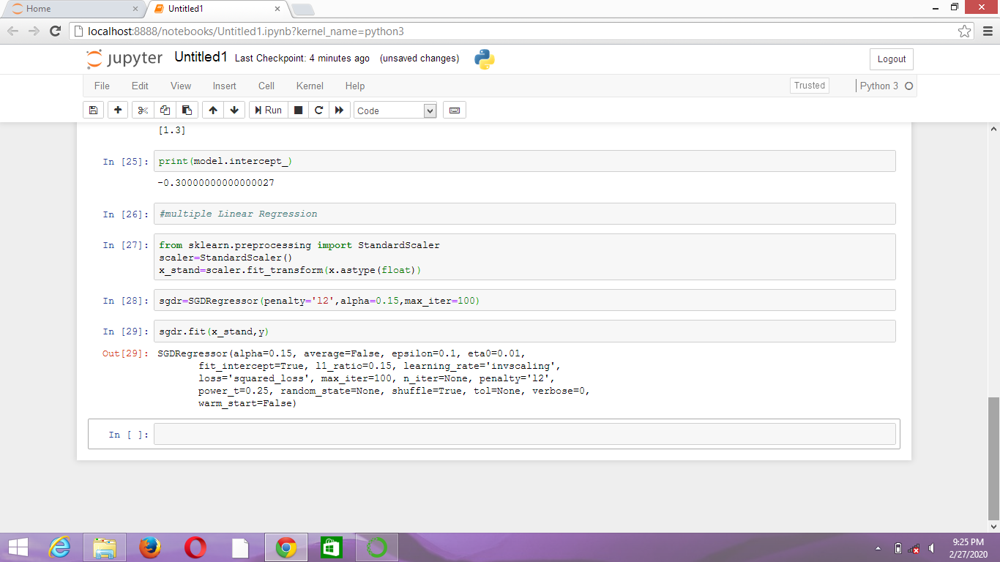 Home
Untitled1
localhost:8888/notebooks/Untitled1.ipynb?kernel_name=python3
jupyter Untitled1 Last Checkpoint: 4 minutes ago (unsaved changes)
Logout
File Edit View Insert Cell Kernel Help
Trusted
Python 3
Run
Code
[1.3]
In [25]: print(model.intercept_)
-0.30000000000000027
In [26]: #multiple Linear Regression
In [27]: from sklearn.preprocessing import StandardScaler
scaler=StandardScaler()
x_stand=scaler.fit_transform(x.astype(float))
In [28]: sgdr=SGDRegressor(penalty='l2',alpha=0.15,max_iter=100)
In [29]: sgdr.fit(x_stand,y)
Out[29]: SGDRegressor(alpha=0.15, average=False, epsilon=0.1, eta0=0.01,
fit_intercept=True, l1_ratio=0.15, learning_rate='invscaling',
loss='squared_loss', max_iter=100, n_iter=None, penalty='l2',
power_t=0.25, random_state=None, shuffle=True, tol=None, verbose=0,
warm_start=False)
In [ ]:
9:25 PM
2/27/2020